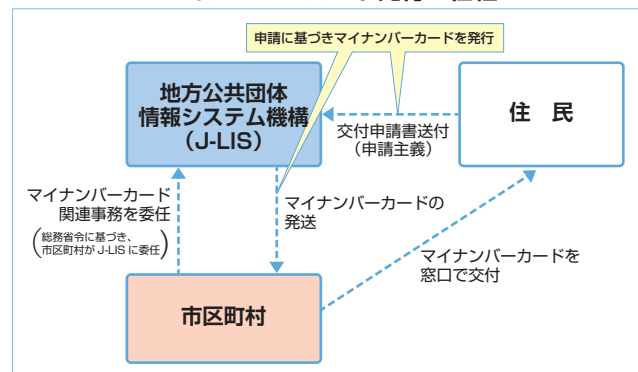 申請に基づきマイナンバーカードを発行
地方公共団体
情報システム機構
（J-LIS）
住　民
交付申請書送付
（申請主義）
マイナンバーカード
関連事務を委任
（総務省令に基づき、
市区町村が J-LIS に委任）
マイナンバーカードの
発送
マイナンバーカードを
窓口で交付
市区町村